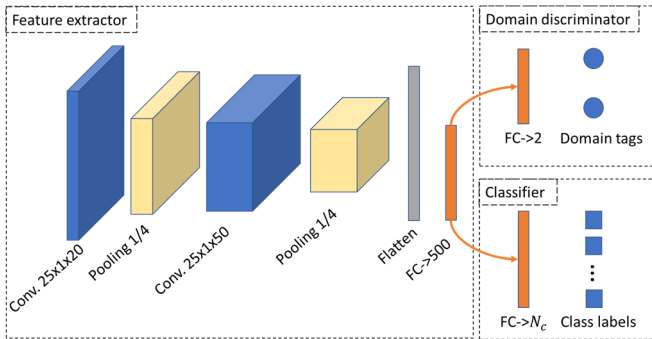 Feature extractor
Conv. 25x1x20
Pooling 1/4
Conv. 25x1x50
Pooling 1/4
Flatten
FC->500
Domain discriminator
FC->2
Domain tags
Classifier
FC->N_c
Class labels